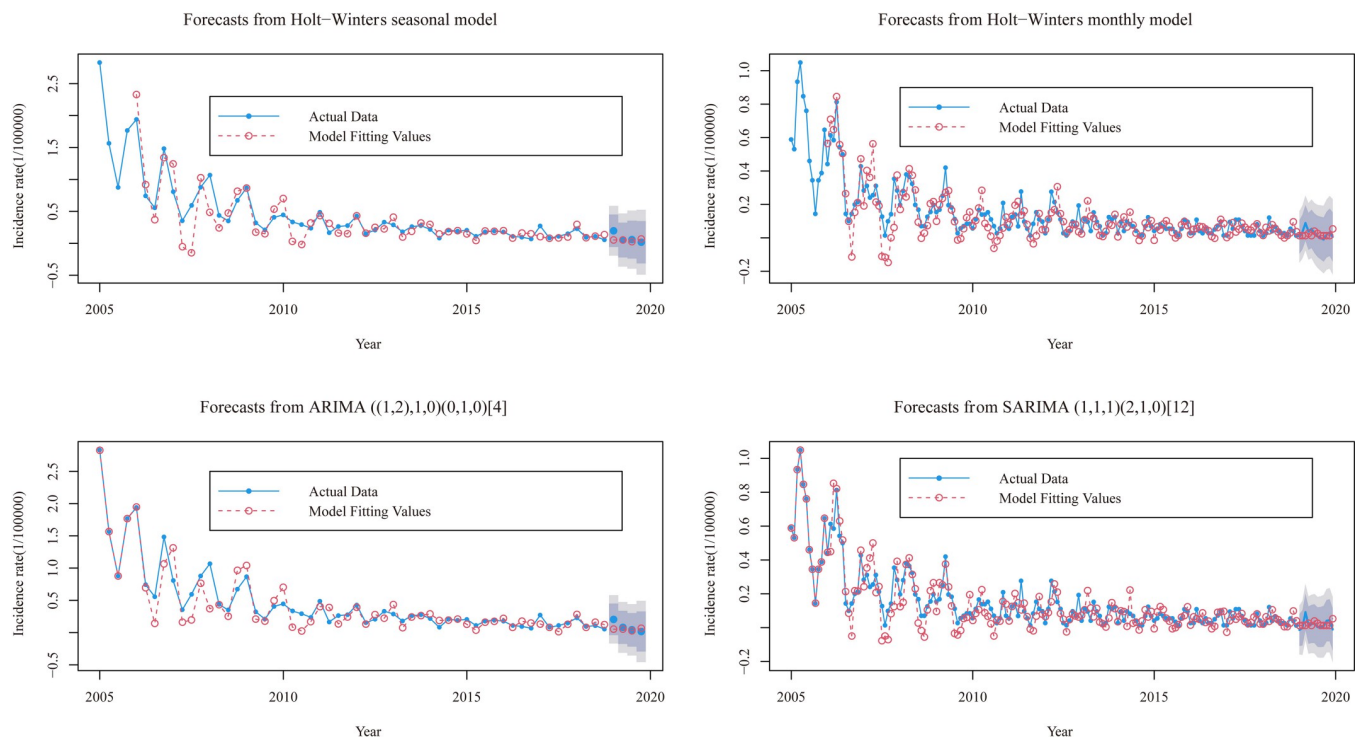 Forecasts from Holt−Winters seasonal model
Incidence rate(1/100000)
2.5
1.5
0.5
−0.5
Actual Data
Model Fitting Values
2005 2010 2015 2020
Year
Forecasts from Holt−Winters monthly model
Incidence rate(1/100000)
1.0
0.8
0.6
0.4
0.2
−0.2
Actual Data
Model Fitting Values
2005 2010 2015 2020
Year
Forecasts from ARIMA ((1,2),1,0)(0,1,0)[4]
Incidence rate(1/100000)
2.5
2.0
1.5
1.0
0.5
−0.5
Actual Data
Model Fitting Values
2005 2010 2015 2020
Year
Forecasts from SARIMA (1,1,1)(2,1,0)[12]
Incidence rate(1/100000)
1.0
0.8
0.6
0.4
0.2
−0.2
Actual Data
Model Fitting Values
2005 2010 2015 2020
Year